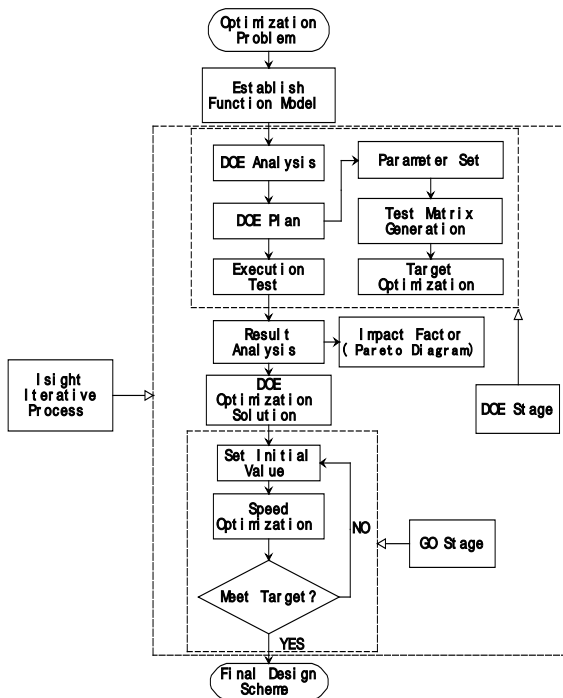 Optimization
Problem
Establish
Function Model
DOE Analysis
Parameter Set
DOE Plan
Test Matrix
Generation
Execution
Test
Target
Optimization
Result
Analysis
Impact Factor
(Pareto Diagram)
Isight
Iterative
Process
DOE
Optimization
Solution
DOE Stage
Set Initial
Value
Speed
Optimization
NO
GO Stage
Meet Target?
YES
Final Design
Scheme